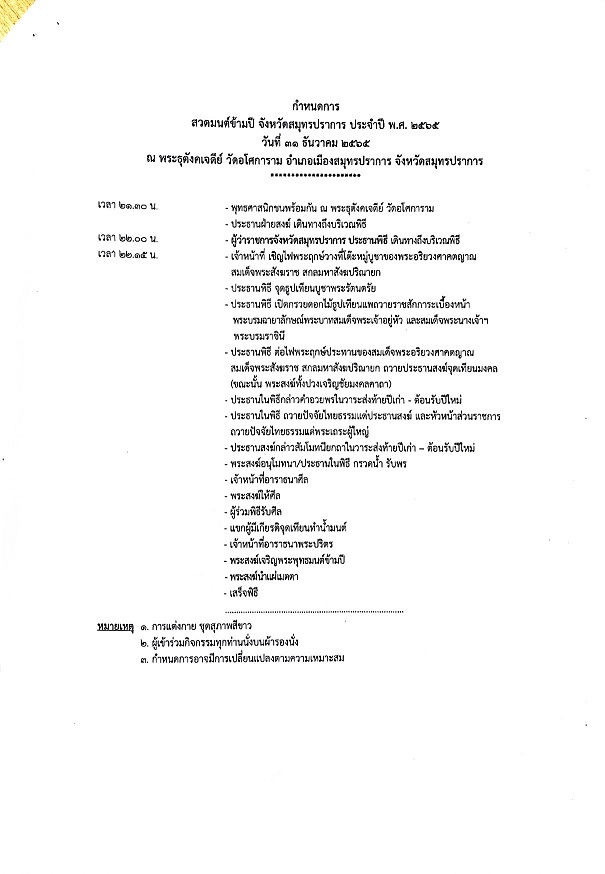 กำหนดการ
สวดมนต์ข้ามปี จังหวัดสมุทรปราการ ประจำปี พ.ศ. ๒๕๖๕
วันที่ ๓๑ ธันวาคม ๒๕๖๕
ณ พระธุตังคเจดีย์ วัดอโศการาม อำเภอเมืองสมุทรปราการ จังหวัดสมุทรปราการ
**********************
เวลา ๒๑.๓๐ น. - พุทธศาสนิกชนพร้อมกัน ณ พระธุตังคเจดีย์ วัดอโศการาม
- ประธานฝ่ายสงฆ์ เดินทางถึงบริเวณพิธี
เวลา ๒๒.๐๐ น. - ผู้ว่าราชการจังหวัดสมุทรปราการ ประธานพิธี เดินทางถึงบริเวณพิธี
เวลา ๒๒.๑๕ น. - เจ้าหน้าที่ เชิญไฟพระฤกษ์วางที่โต๊ะหมู่บูชาของพระอริยวงศาคตญาณ
สมเด็จพระสังฆราช สกลมหาสังฆปริณายก
- ประธานพิธี จุดธูปเทียนบูชาพระรัตนตรัย
- ประธานพิธี เปิดกรวยดอกไม้ธูปเทียนแพถวายราชสักการะเบื้องหน้า
พระบรมฉายาลักษณ์พระบาทสมเด็จพระเจ้าอยู่หัว และสมเด็จพระนางเจ้าฯ
พระบรมราชินี
- ประธานพิธี ต่อไฟพระฤกษ์ประทานของสมเด็จพระอริยวงศาคตญาณ
สมเด็จพระสังฆราช สกลมหาสังฆปริณายก ถวายประธานสงฆ์จุดเทียนมงคล
(ขณะนั้น พระสงฆ์ทั้งปวงเจริญชัยมงคลคาถา)
- ประธานในพิธีกล่าวคำอวยพรในวาระส่งท้ายปีเก่า - ต้อนรับปีใหม่
- ประธานในพิธี ถวายปัจจัยไทยธรรมแด่ประธานสงฆ์ และหัวหน้าส่วนราชการ
ถวายปัจจัยไทยธรรมแด่พระเถระผู้ใหญ่
- ประธานสงฆ์กล่าวสัมโมทนียกถาในวาระส่งท้ายปีเก่า – ต้อนรับปีใหม่
- พระสงฆ์อนุโมทนา/ประธานในพิธี กรวดน้ำ รับพร
- เจ้าหน้าที่อาราธนาศีล
- พระสงฆ์ให้ศีล
- ผู้ร่วมพิธีรับศีล
- แขกผู้มีเกียรติจุดเทียนทำน้ำมนต์
- เจ้าหน้าที่อาราธนาพระปริตร
- พระสงฆ์เจริญพระพุทธมนต์ข้ามปี
- พระสงฆ์นำแผ่เมตตา
- เสร็จพิธี
...............................................................
หมายเหตุ ๑. การแต่งกาย ชุดสุภาพสีขาว
๒. ผู้เข้าร่วมกิจกรรมทุกท่านนั่งบนผ้ารองนั่ง
๓. กำหนดการอาจมีการเปลี่ยนแปลงตามความเหมาะสม